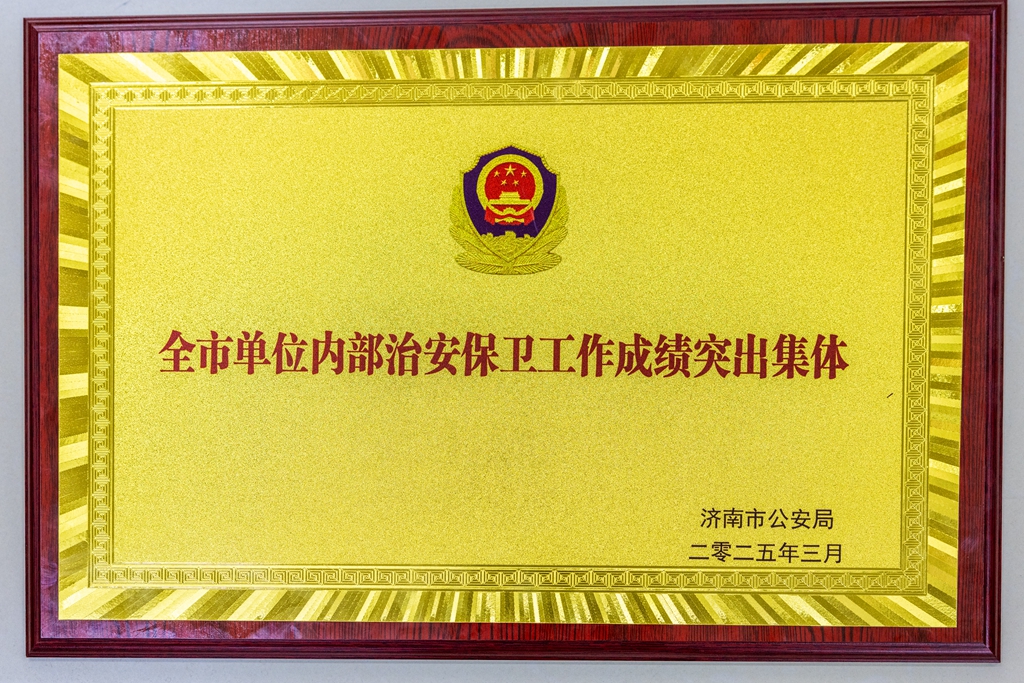 全市单位内部治安保卫工作成绩突出集体
济南市公安局
二零二五年三月